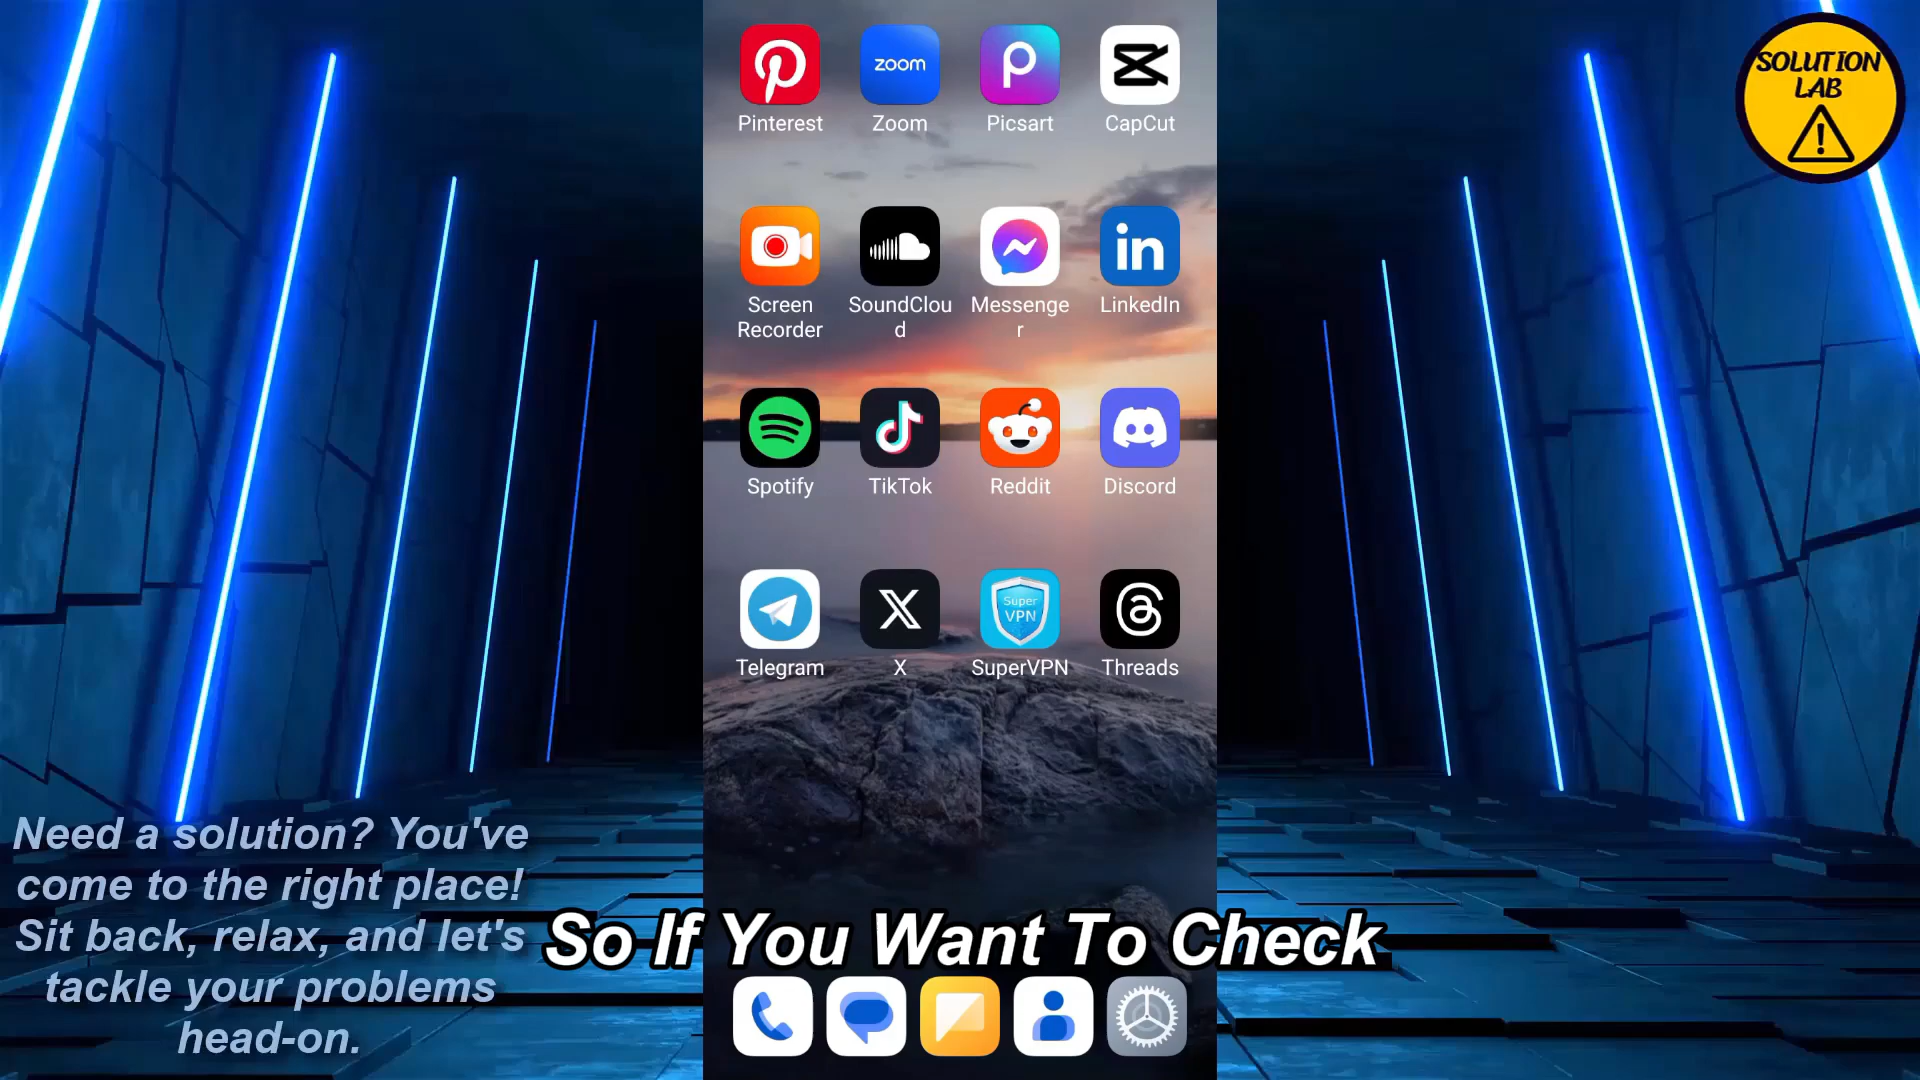 SOLUTION
LAB
zoom
Pinterest
Zoom
Picsart
CapCut
in
Screen
Recorder
SoundClou
d
Messenge
r
LinkedIn
Spotify
TikTok
Reddit
Discord
Super
VPN
Telegram
X
SuperVPN
Threads
Need a solution? You've
come to the right place!
Sit back, relax, and let's
tackle your problems
head-on.
So If You Want To Check